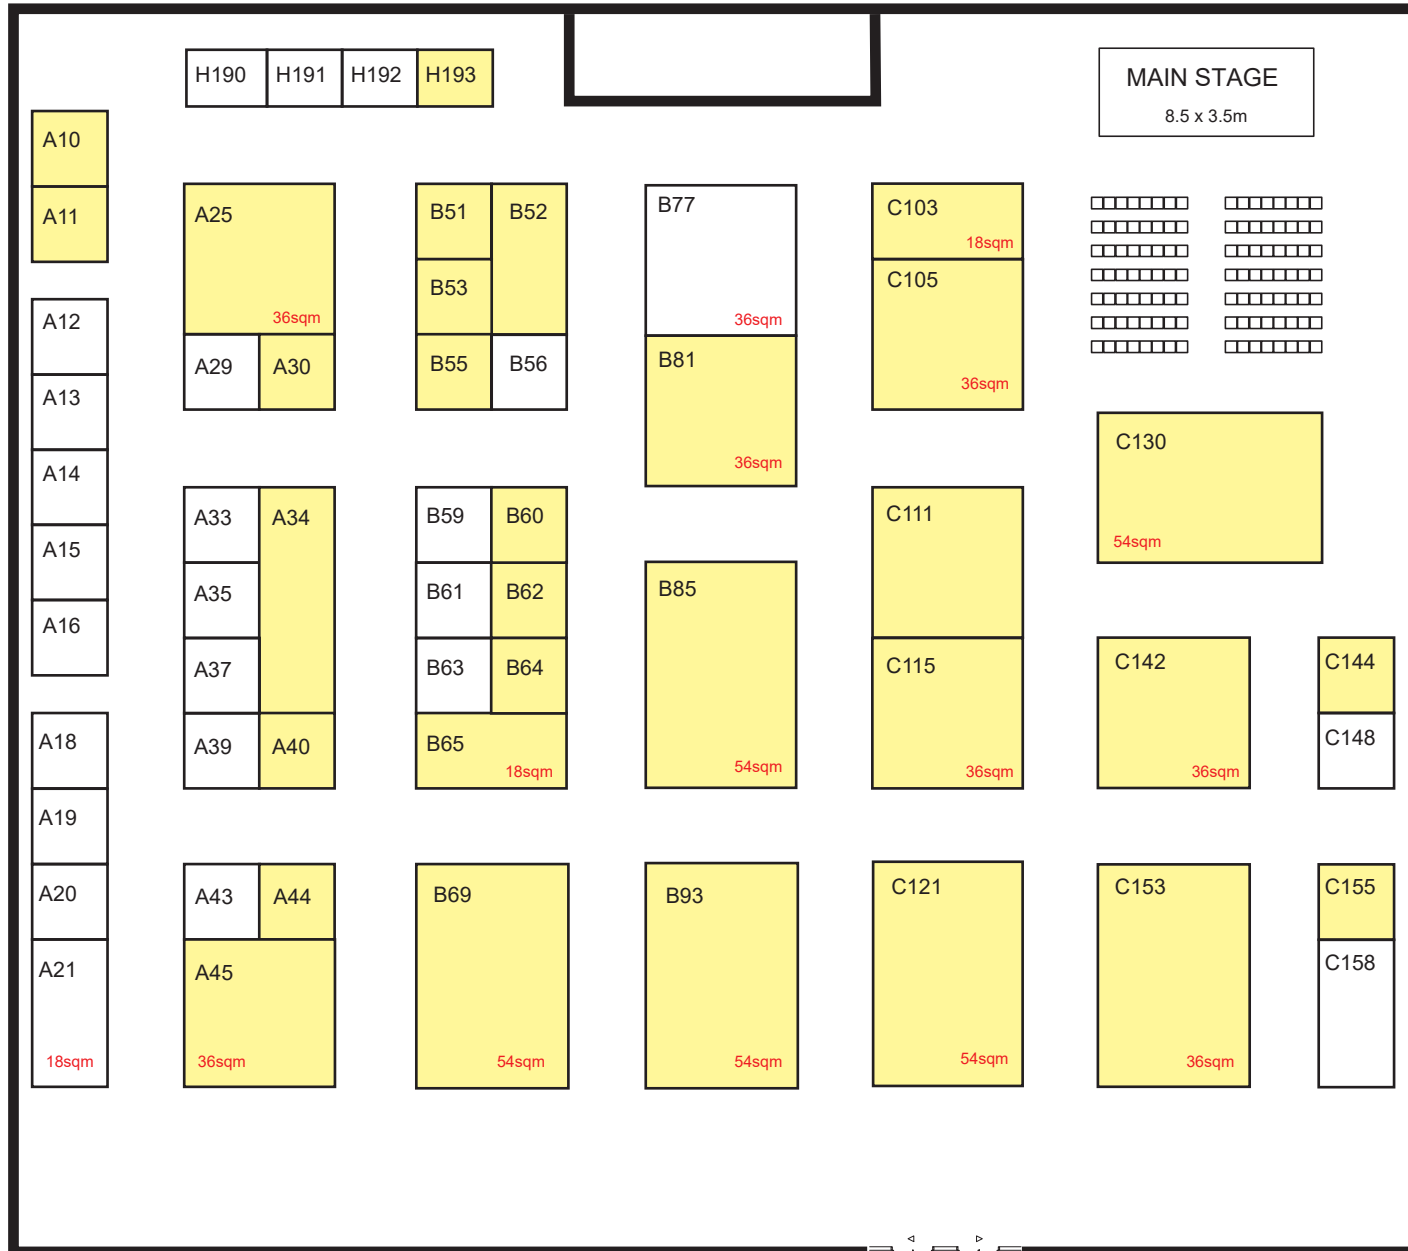 H190 H191 H192 H193
MAIN STAGE
8.5 x 3.5m
A10
A11
A12
A13
A14
A15
A16
A18
A19
A20
A21
18sqm
A25
36sqm
A29 A30
A33 A34
A35
A37
A39 A40
A43 A44
A45
36sqm
B51 B52
B53
B55 B56
B59 B60
B61 B62
B63 B64
B65
18sqm
B69
54sqm
B77
36sqm
B81
36sqm
B85
54sqm
B93
54sqm
C103
18sqm
C105
36sqm
C111
C115
36sqm
C121
54sqm
C130
54sqm
C142
36sqm
C144
C148
C153
36sqm
C155
C158